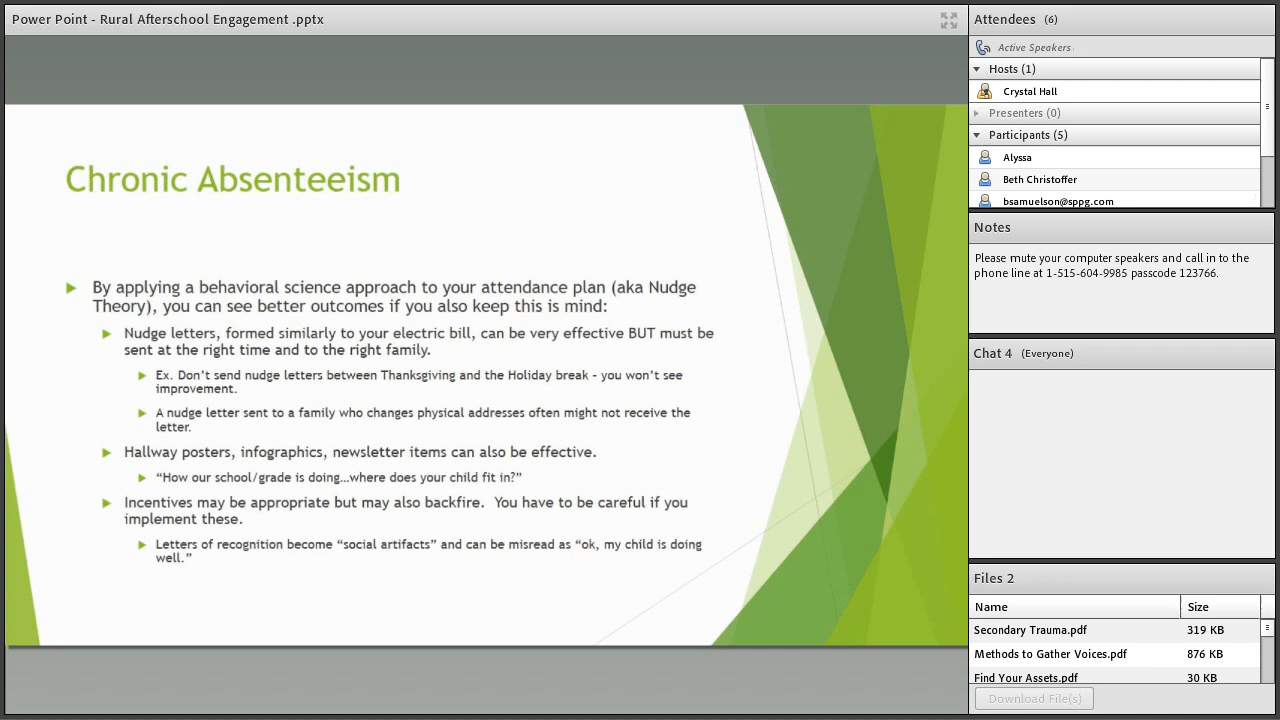 Power Point - Rural Afterschool Engagement .pptx
Chronic Absenteeism
By applying a behavioral science approach to your attendance plan (aka Nudge
Theory), you can see better outcomes if you also keep this is mind:
Nudge letters, formed similarly to your electric bill, can be very effective BUT must be
sent at the right time and to the right family.
Ex. Don't send nudge letters between Thanksgiving and the Holiday break – you won't see
improvement.
A nudge letter sent to a family who changes physical addresses often might not receive the
letter.
Hallway posters, infographics, newsletter items can also be effective.
“How our school/grade is doing…where does your child fit in?”
Incentives may be appropriate but may also backfire.  You have to be careful if you
implement these.
Letters of recognition become “social artifacts” and can be misread as “ok, my child is doing
well.”
Attendees (6)
Active Speakers
Hosts (1)
Crystal Hall
Presenters (0)
Participants (5)
Alyssa
Beth Christoffer
bsamuelson@sppg.com
Notes
Please mute your computer speakers and call in to the
phone line at 1-515-604-9985 passcode 123766.
Chat 4 (Everyone)
Files 2
Name Size
Secondary Trauma.pdf 319 KB
Methods to Gather Voices.pdf 876 KB
Find Your Assets.pdf 30 KB
Download File(s)